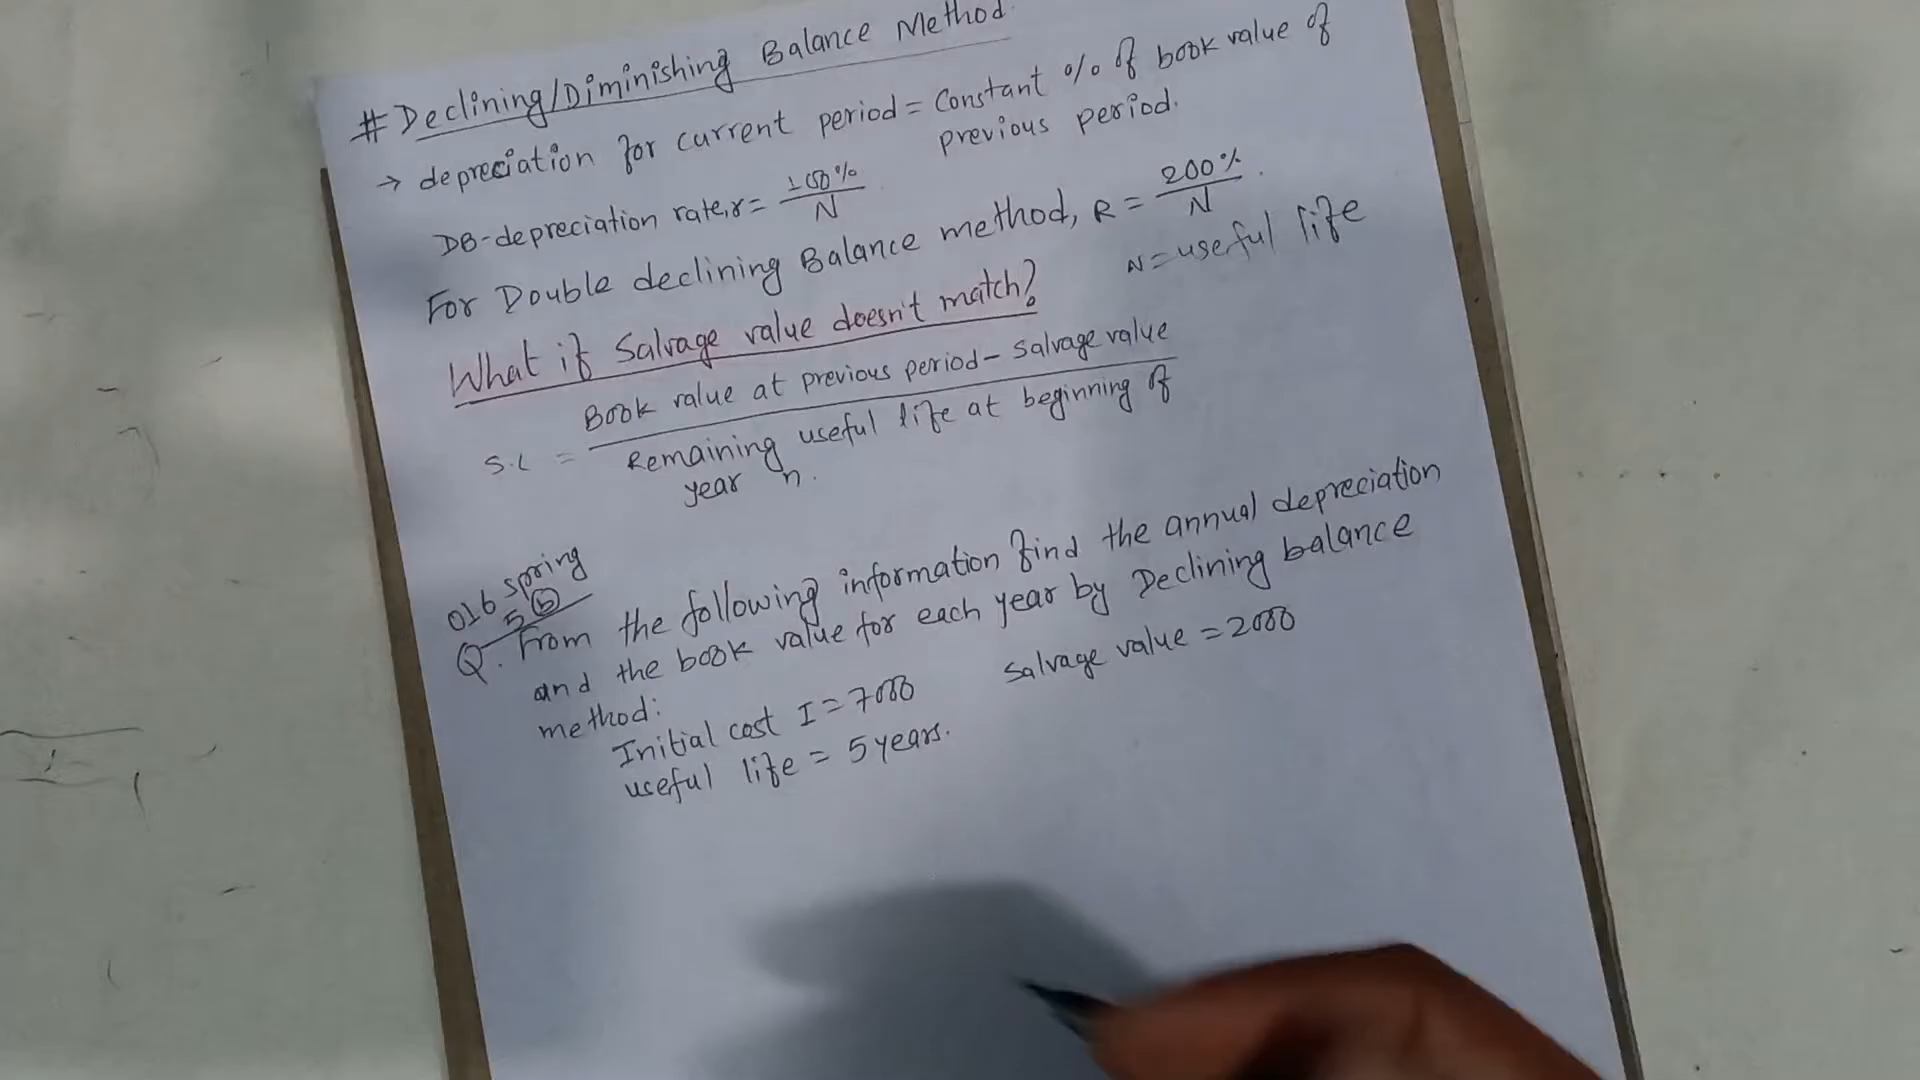 # Declining/Diminishing Balance Method
→ depreciation for current period = Constant % of book value of
previous period.
DB-depreciation rate, r = 100% / N
For Double declining Balance method, R = 200% / N.
N = useful life
What if Salvage value doesn't match?
S.L = Book value at previous period - Salvage value / Remaining useful life at beginning of
year n.
016 spring
5 (b)
Q. From the following information find the annual depreciation
and the book value for each year by Declining balance
method:
Initial cost I = 7000 Salvage value = 2000
useful life = 5 years.